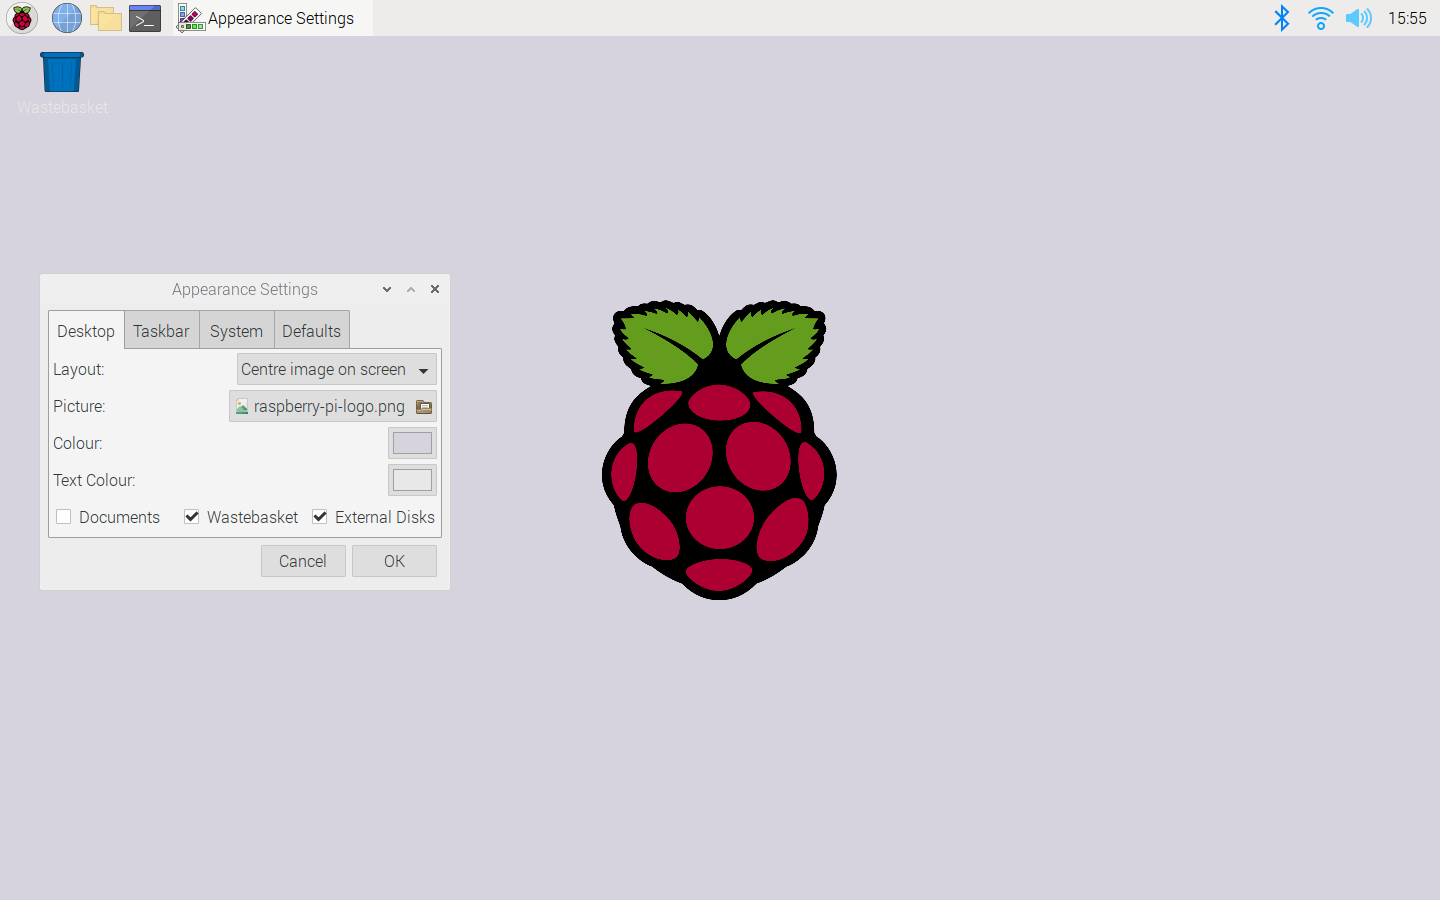 Appearance Settings
15:55
Wastebasket
Appearance Settings
Desktop Taskbar System Defaults
Layout: Centre image on screen
Picture: raspberry-pi-logo.png
Colour:
Text Colour:
Documents Wastebasket External Disks
Cancel OK